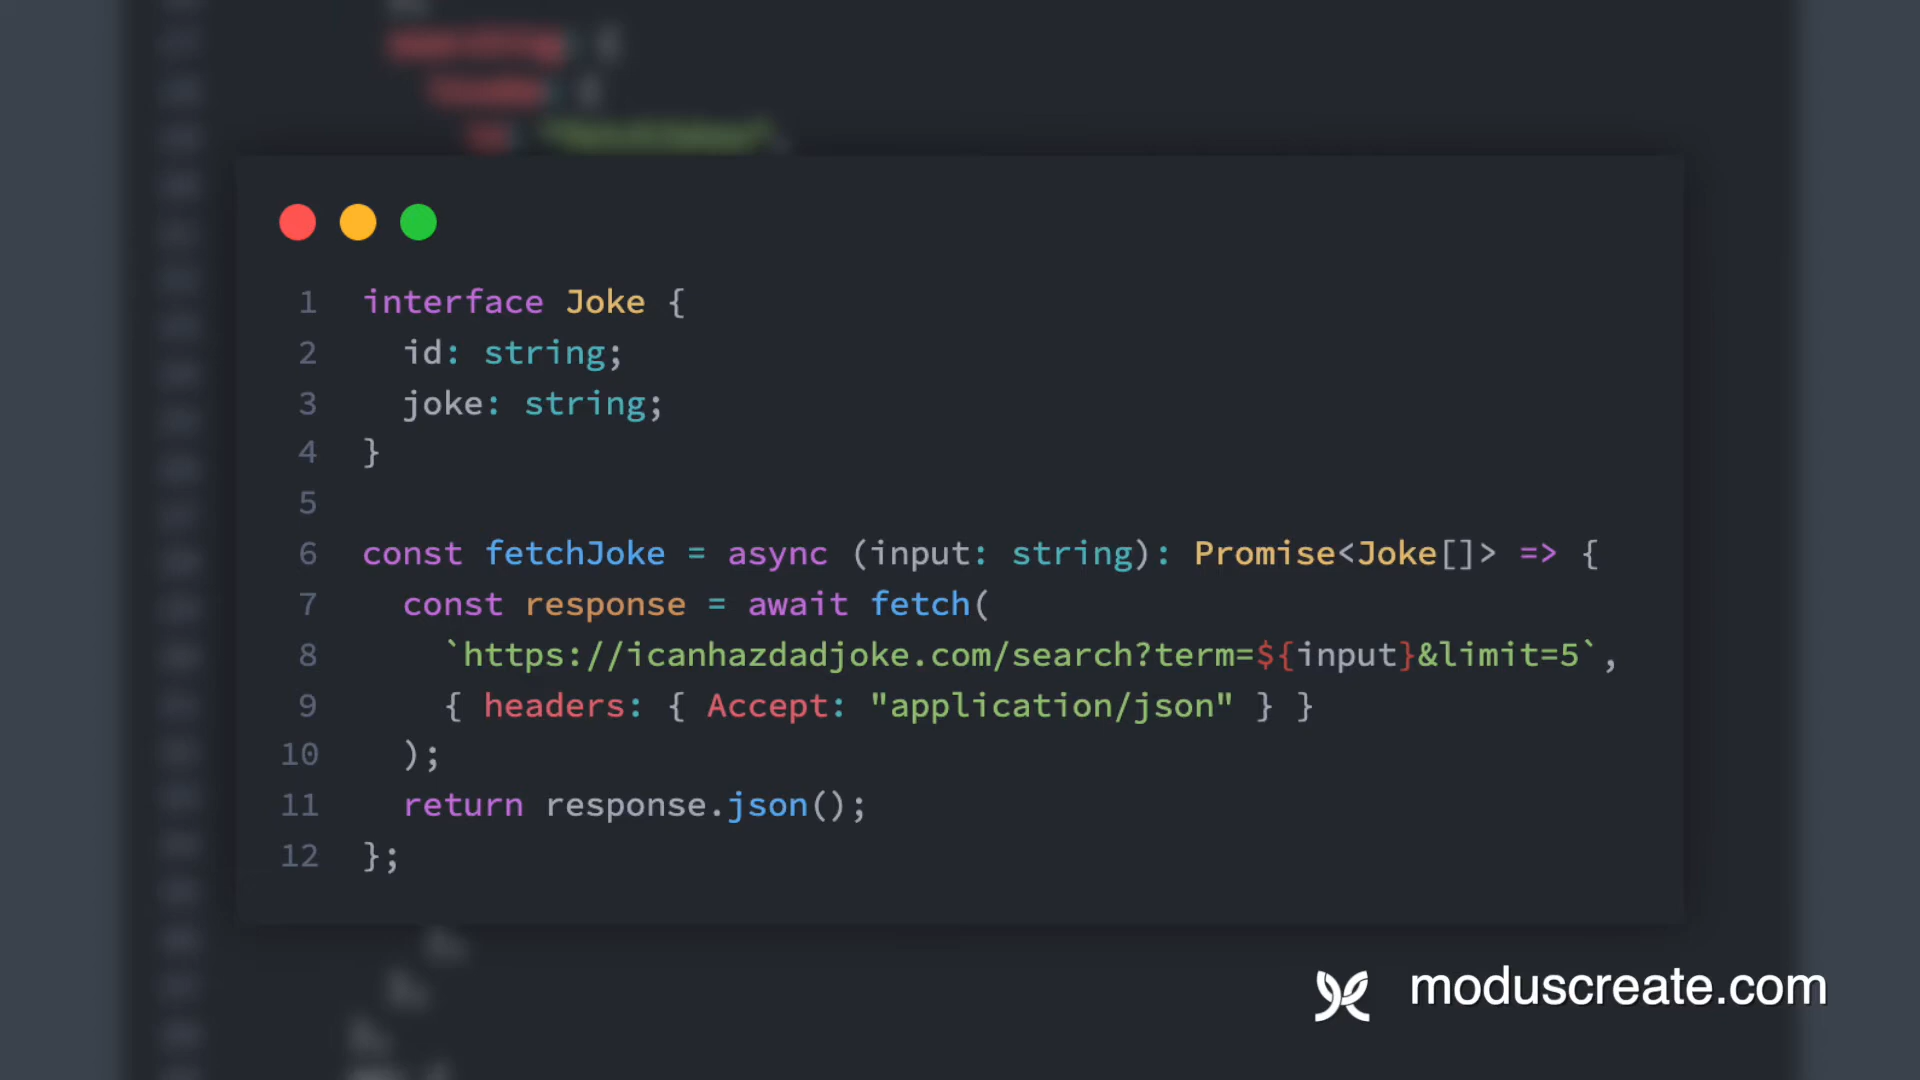 1 interface Joke {
2   id: string;
3   joke: string;
4 }
5
6 const fetchJoke = async (input: string): Promise<Joke[]> => {
7   const response = await fetch(
8     `https://icanhazdadjoke.com/search?term=${input}&limit=5`,
9     { headers: { Accept: "application/json" } }
10   );
11   return response.json();
12 };
moduscreate.com